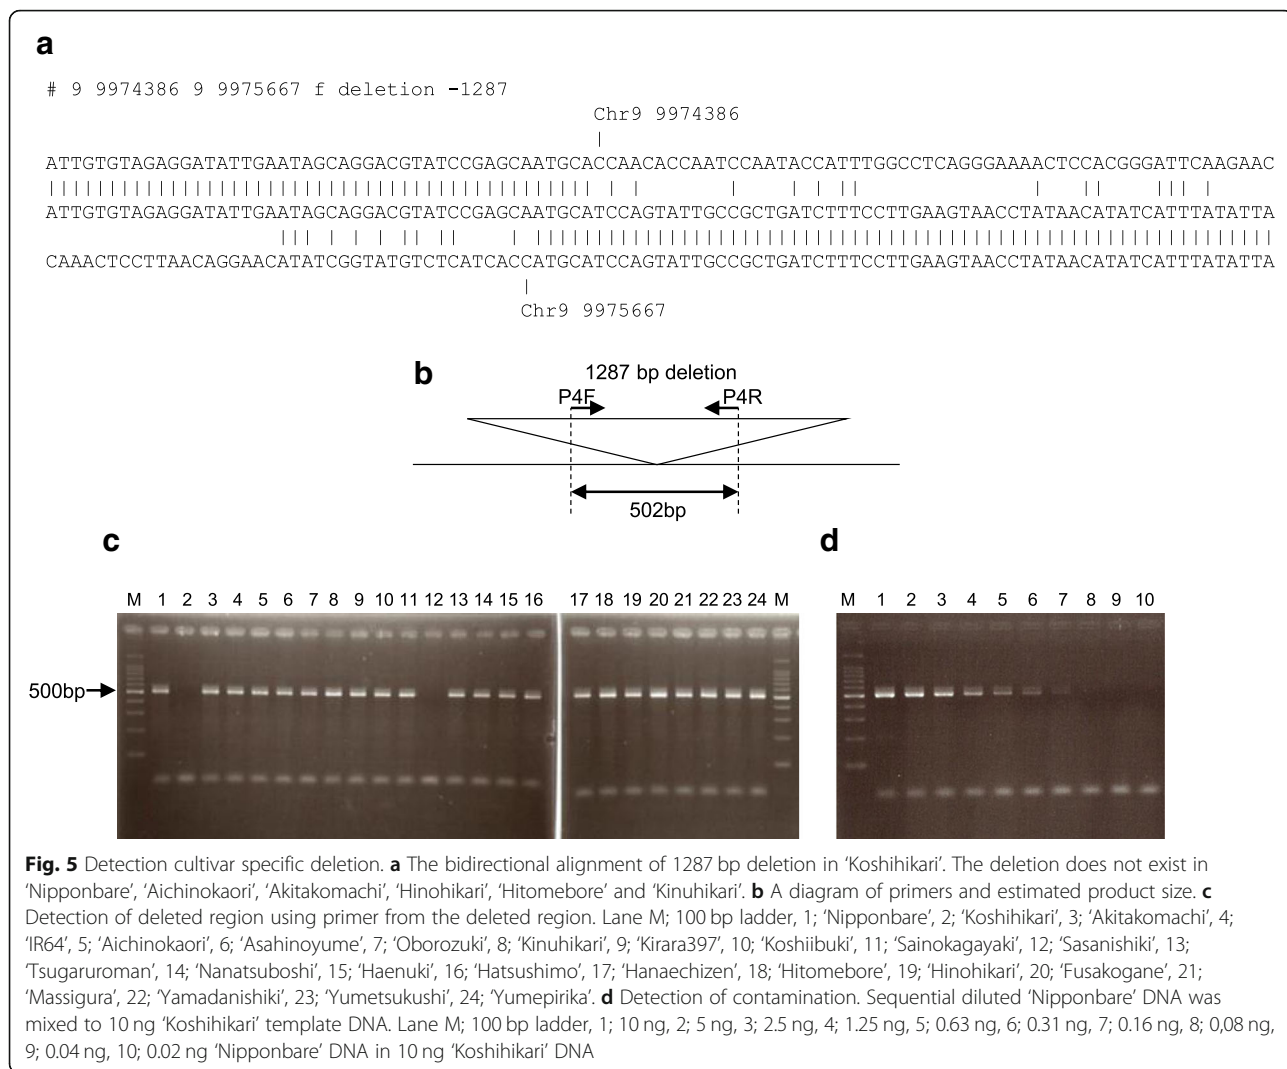 a
# 9 9974386 9 9975667 f deletion -1287
Chr9 9974386
ATTGTGTAGAGGATATTGAATAGCAGGACGTATCCGAGCAATGCACCAACACCAATCCAATACCATTTGGCCTCAGGGAAAACTCCACGGGATTCAAGAAC
ATTGTGTAGAGGATATTGAATAGCAGGACGTATCCGAGCAATGCATCCAGTATTGCCGCTGATCTTTCCTTGAAGTAACCTATAACATATCATTTATATTA
CAAACTCCTTAACAGGAACATATCGGTATGTCTCATCACCATGCATCCAGTATTGCCGCTGATCTTTCCTTGAAGTAACCTATAACATATCATTTATATTA
Chr9 9975667
b
1287 bp deletion
P4F P4R
502bp
c
M 1 2 3 4 5 6 7 8 9 10 11 12 13 14 15 16 17 18 19 20 21 22 23 24 M
500bp
d
M 1 2 3 4 5 6 7 8 9 10
Fig. 5 Detection cultivar specific deletion. a The bidirectional alignment of 1287 bp deletion in ‘Koshihikari’. The deletion does not exist in
‘Nipponbare’, ‘Aichinokaori’, ‘Akitakomachi’, ‘Hinohikari’, ‘Hitomebore’ and ‘Kinuhikari’. b A diagram of primers and estimated product size. c
Detection of deleted region using primer from the deleted region. Lane M; 100 bp ladder, 1; ‘Nipponbare’, 2; ‘Koshihikari’, 3; ‘Akitakomachi’, 4;
‘IR64’, 5; ‘Aichinokaori’, 6; ‘Asahinoyume’, 7; ‘Oborozuki’, 8; ‘Kinuhikari’, 9; ‘Kirara397’, 10; ‘Koshiibuki’, 11; ‘Sainokagayaki’, 12; ‘Sasanishiki’, 13;
‘Tsugaruroman’, 14; ‘Nanatsuboshi’, 15; ‘Haenuki’, 16; ‘Hatsushimo’, 17; ‘Hanaechizen’, 18; ‘Hitomebore’, 19; ‘Hinohikari’, 20; ‘Fusakogane’, 21;
‘Massigura’, 22; ‘Yamadanishiki’, 23; ‘Yumetsukushi’, 24; ‘Yumepirika’. d Detection of contamination. Sequential diluted ‘Nipponbare’ DNA was
mixed to 10 ng ‘Koshihikari’ template DNA. Lane M; 100 bp ladder, 1; 10 ng, 2; 5 ng, 3; 2.5 ng, 4; 1.25 ng, 5; 0.63 ng, 6; 0.31 ng, 7; 0.16 ng, 8; 0,08 ng,
9; 0.04 ng, 10; 0.02 ng ‘Nipponbare’ DNA in 10 ng ‘Koshihikari’ DNA